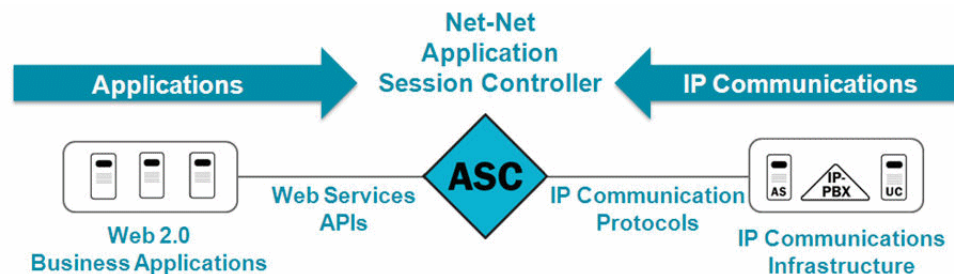 Net-Net
Application
Session Controller
Applications
IP Communications
ASC
AS
IP-
PBX
UC
Web Services
APIs
IP Communication
Protocols
Web 2.0
Business Applications
IP Communications
Infrastructure